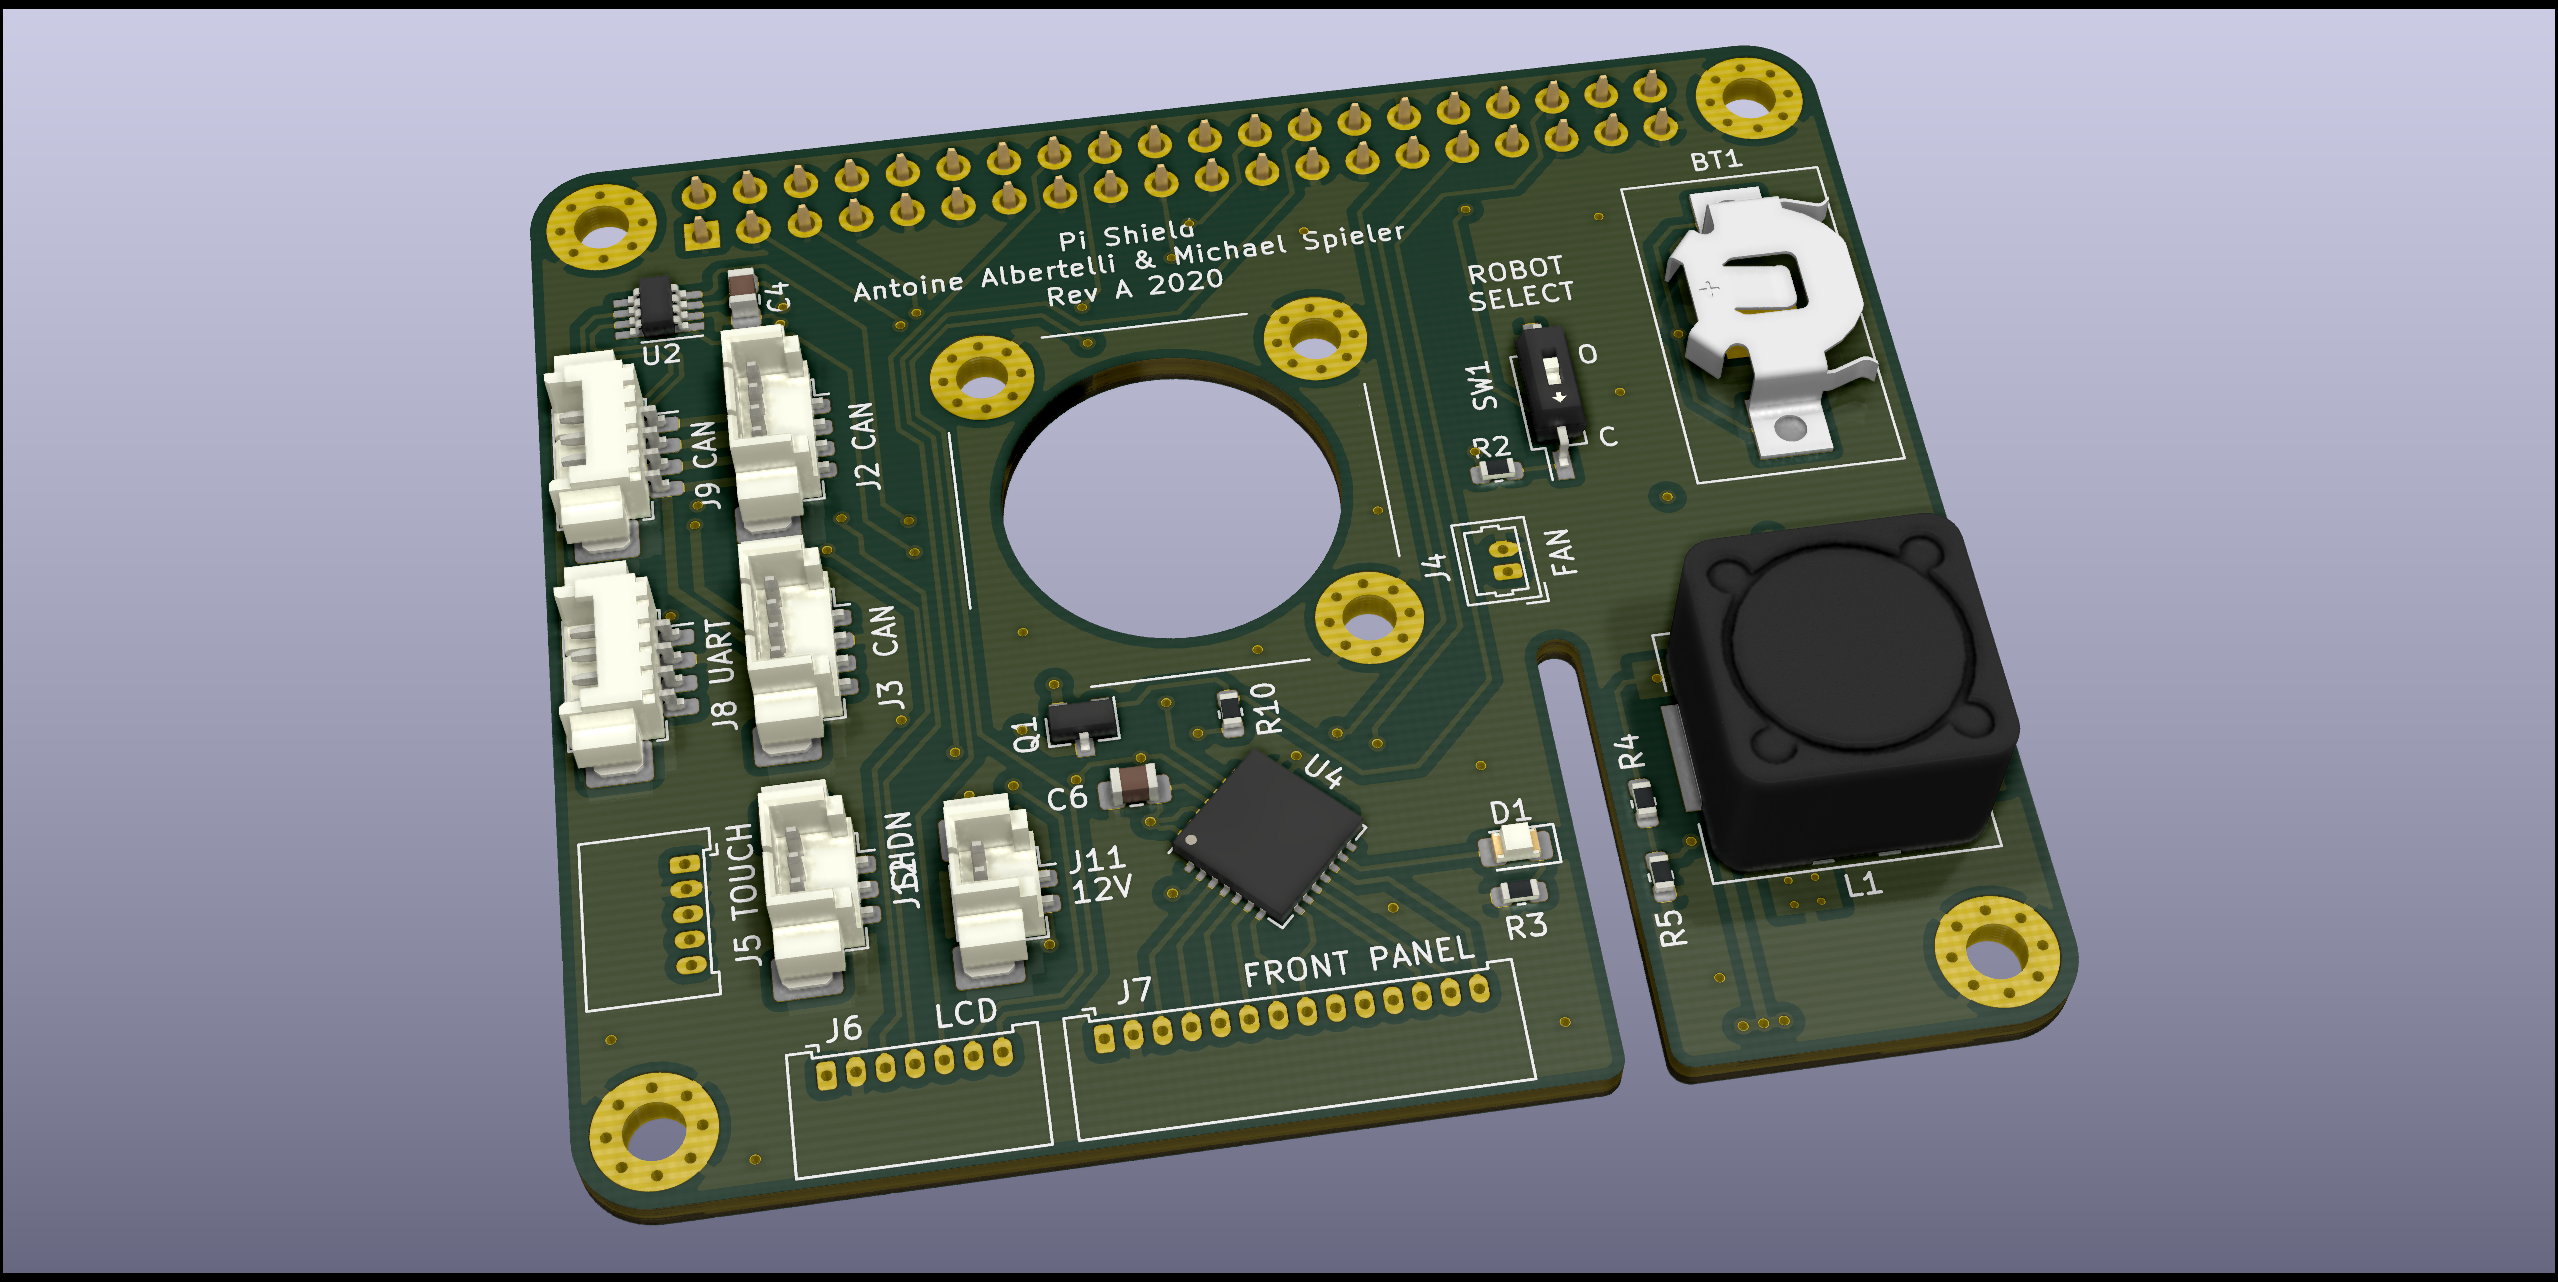 BT1
Pi Shield
Antoine Albertelli & Michael Spieler
Rev A 2020
ROBOT
SELECT
C4
U2
SW1
O
C
R2
J9 CAN
J2 CAN
J4
FAN
J8 UART
J3 CAN
Q1
R10
R4
U4
C6
D1
J5 TOUCH
J11
12V
L1
R3
R5
FRONT PANEL
J7
LCD
J6